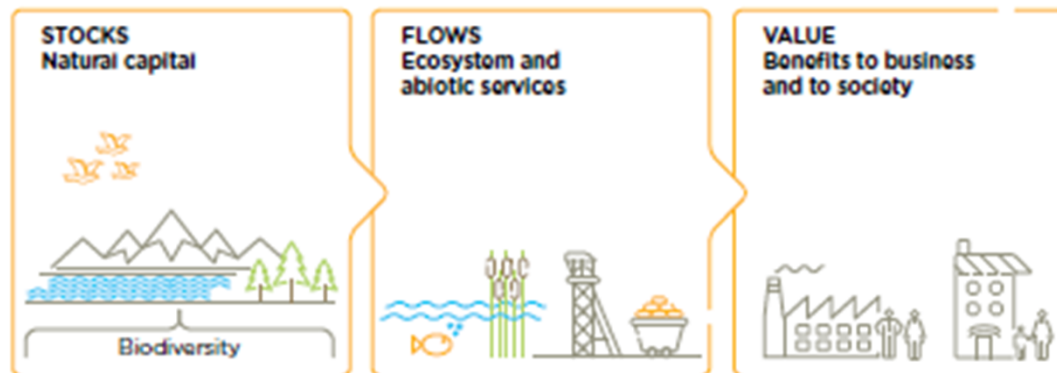 STOCKS
Natural capital
FLOWS
Ecosystem and
abiotic services
VALUE
Benefits to business
and to society
Biodiversity